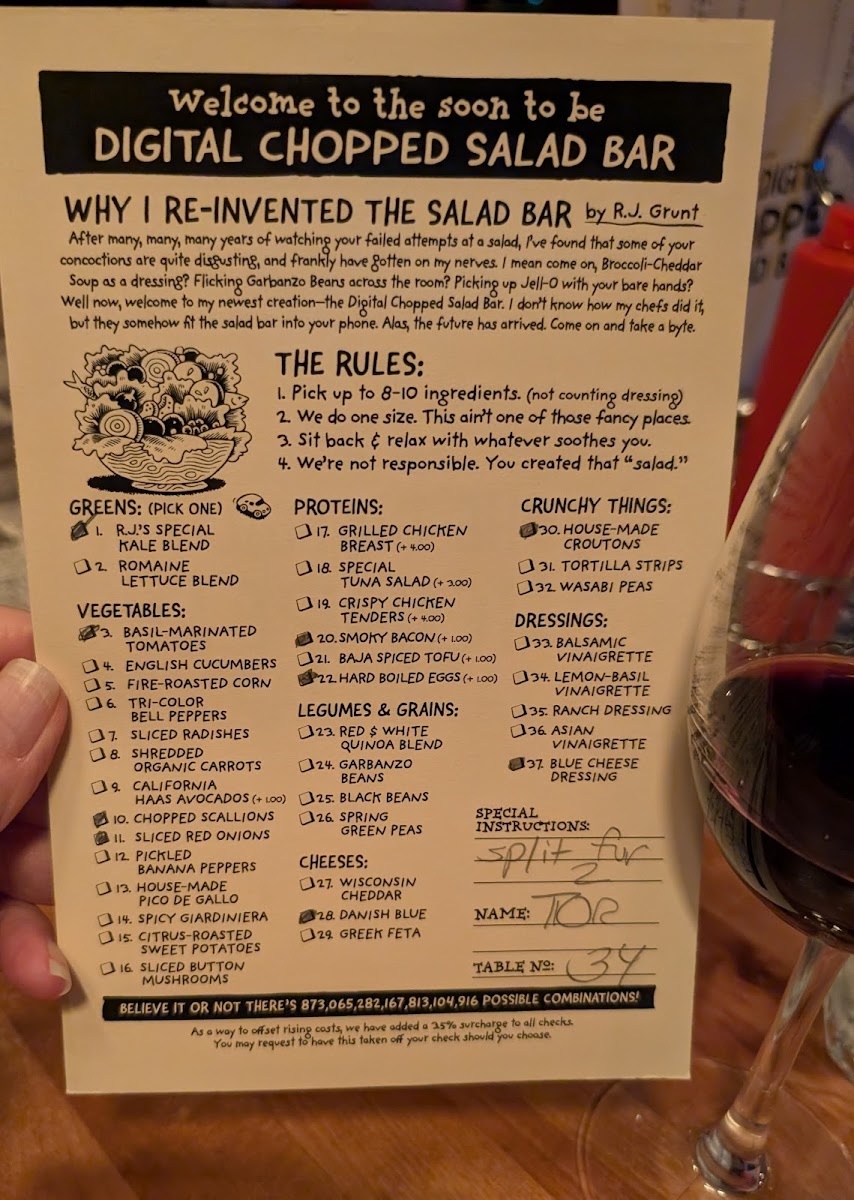 Welcome to the soon to be
DIGITAL CHOPPED SALAD BAR
WHY I RE-INVENTED THE SALAD BAR by R.J. Grunt
After many, many, many years of watching your failed attempts at a salad, I've found that some of your
concoctions are quite disgusting, and frankly have gotten on my nerves. I mean come on, Broccoli-Cheddar
Soup as a dressing? Flicking Garbanzo Beans across the room? Picking up Jell-O with your bare hands?
Well now, welcome to my newest creation—the Digital Chopped Salad Bar. I don't know how my chefs did it,
but they somehow fit the salad bar into your phone. Alas, the future has arrived. Come on and take a byte.
THE RULES:
1. Pick up to 8-10 ingredients. (not counting dressing)
2. We do one size. This ain't one of those fancy places.
3. Sit back & relax with whatever soothes you.
4. We're not responsible. You created that "salad."
GREENS: (PICK ONE)
1. R.J.'S SPECIAL
KALE BLEND
2. ROMAINE
LETTUCE BLEND
VEGETABLES:
3. BASIL-MARINATED
TOMATOES
4. ENGLISH CUCUMBERS
5. FIRE-ROASTED CORN
6. TRI-COLOR
BELL PEPPERS
7. SLICED RADISHES
8. SHREDDED
ORGANIC CARROTS
9. CALIFORNIA
HAAS AVOCADOS (+ 1.00)
10. CHOPPED SCALLIONS
11. SLICED RED ONIONS
12. PICKLED
BANANA PEPPERS
13. HOUSE-MADE
PICO DE GALLO
14. SPICY GIARDINIERA
15. CITRUS-ROASTED
SWEET POTATOES
16. SLICED BUTTON
MUSHROOMS
PROTEINS:
17. GRILLED CHICKEN
BREAST (+ 4.00)
18. SPECIAL
TUNA SALAD (+ 3.00)
19. CRISPY CHICKEN
TENDERS (+ 4.00)
20. SMOKY BACON (+ 1.00)
21. BAJA SPICED TOFU (+ 1.00)
22. HARD BOILED EGGS (+ 1.00)
LEGUMES & GRAINS:
23. RED & WHITE
QUINOA BLEND
24. GARBANZO
BEANS
25. BLACK BEANS
26. SPRING
GREEN PEAS
CHEESES:
27. WISCONSIN
CHEDDAR
28. DANISH BLUE
29. GREEK FETA
CRUNCHY THINGS:
30. HOUSE-MADE
CROUTONS
31. TORTILLA STRIPS
32. WASABI PEAS
DRESSINGS:
33. BALSAMIC
VINAIGRETTE
34. LEMON-BASIL
VINAIGRETTE
35. RANCH DRESSING
36. ASIAN
VINAIGRETTE
37. BLUE CHEESE
DRESSING
SPECIAL
INSTRUCTIONS:
split fur
2
NAME: TOR
TABLE No: 34
BELIEVE IT OR NOT THERE'S 873,065,282,167,813,104,916 POSSIBLE COMBINATIONS!
As a way to offset rising costs, we have added a 3.5% surcharge to all checks.
You may request to have this taken off your check should you choose.